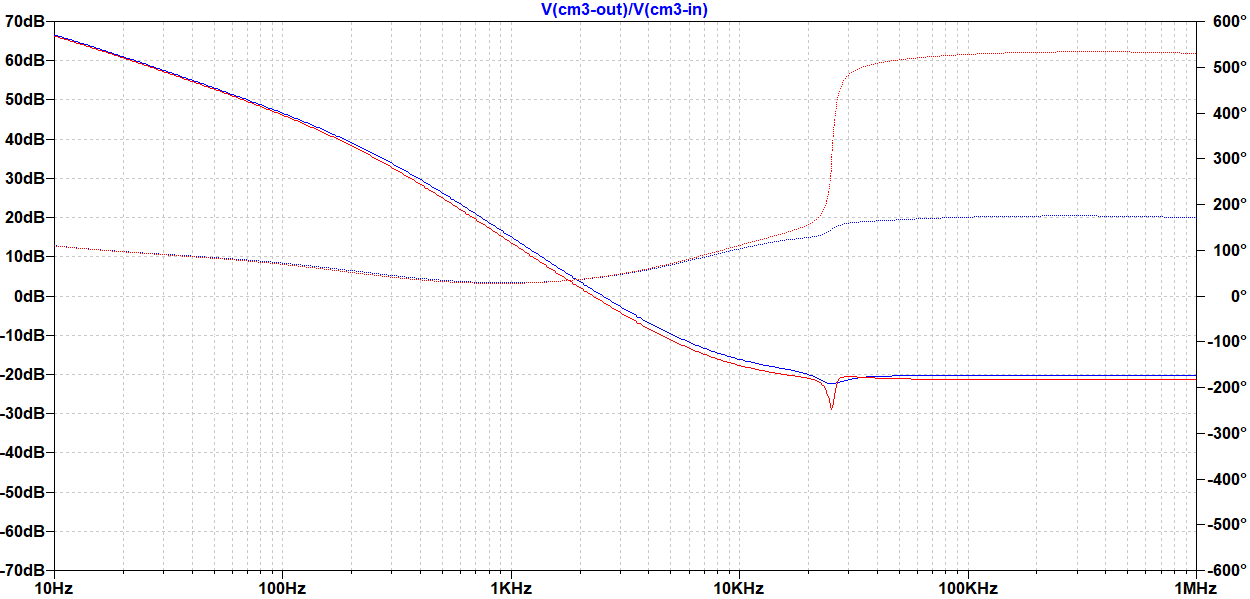 V(cm3-out)/V(cm3-in)
70dB 600°
60dB 500°
50dB 400°
40dB 300°
30dB 200°
20dB 100°
10dB 0°
0dB -100°
-10dB -200°
-20dB -300°
-30dB -400°
-40dB -500°
-50dB -600°
-60dB
-70dB
10Hz 100Hz 1KHz 10KHz 100KHz 1MHz